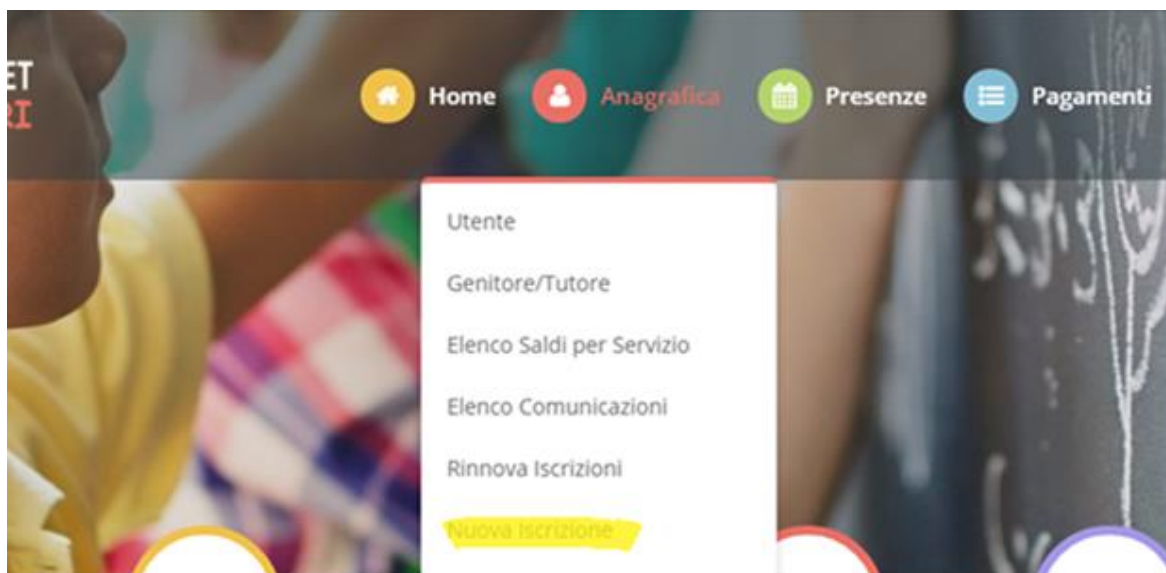 ET
RI
Home Anagrafica Presenze Pagamenti
Utente
Genitore/Tutore
Elenco Saldi per Servizio
Elenco Comunicazioni
Rinnova Iscrizioni
Nuova Iscrizione